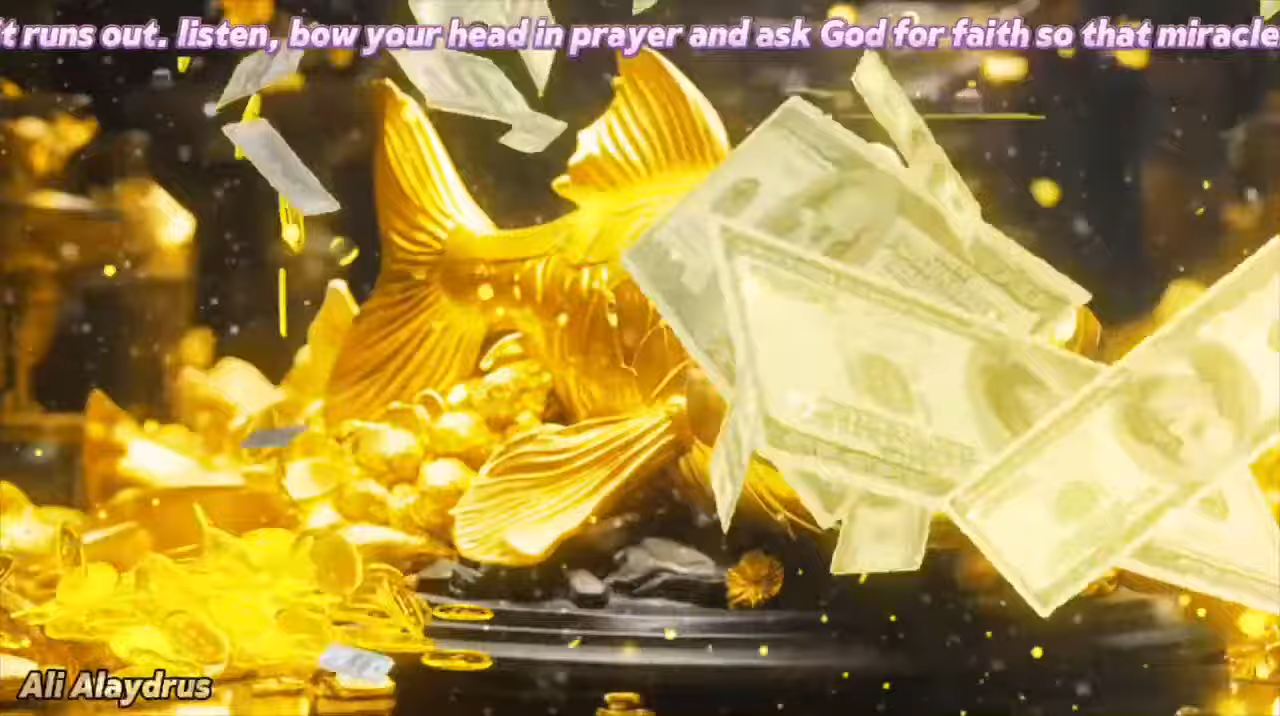 t runs out. listen, bow your head in prayer and ask God for faith so that miracle
Ali Alaydrus